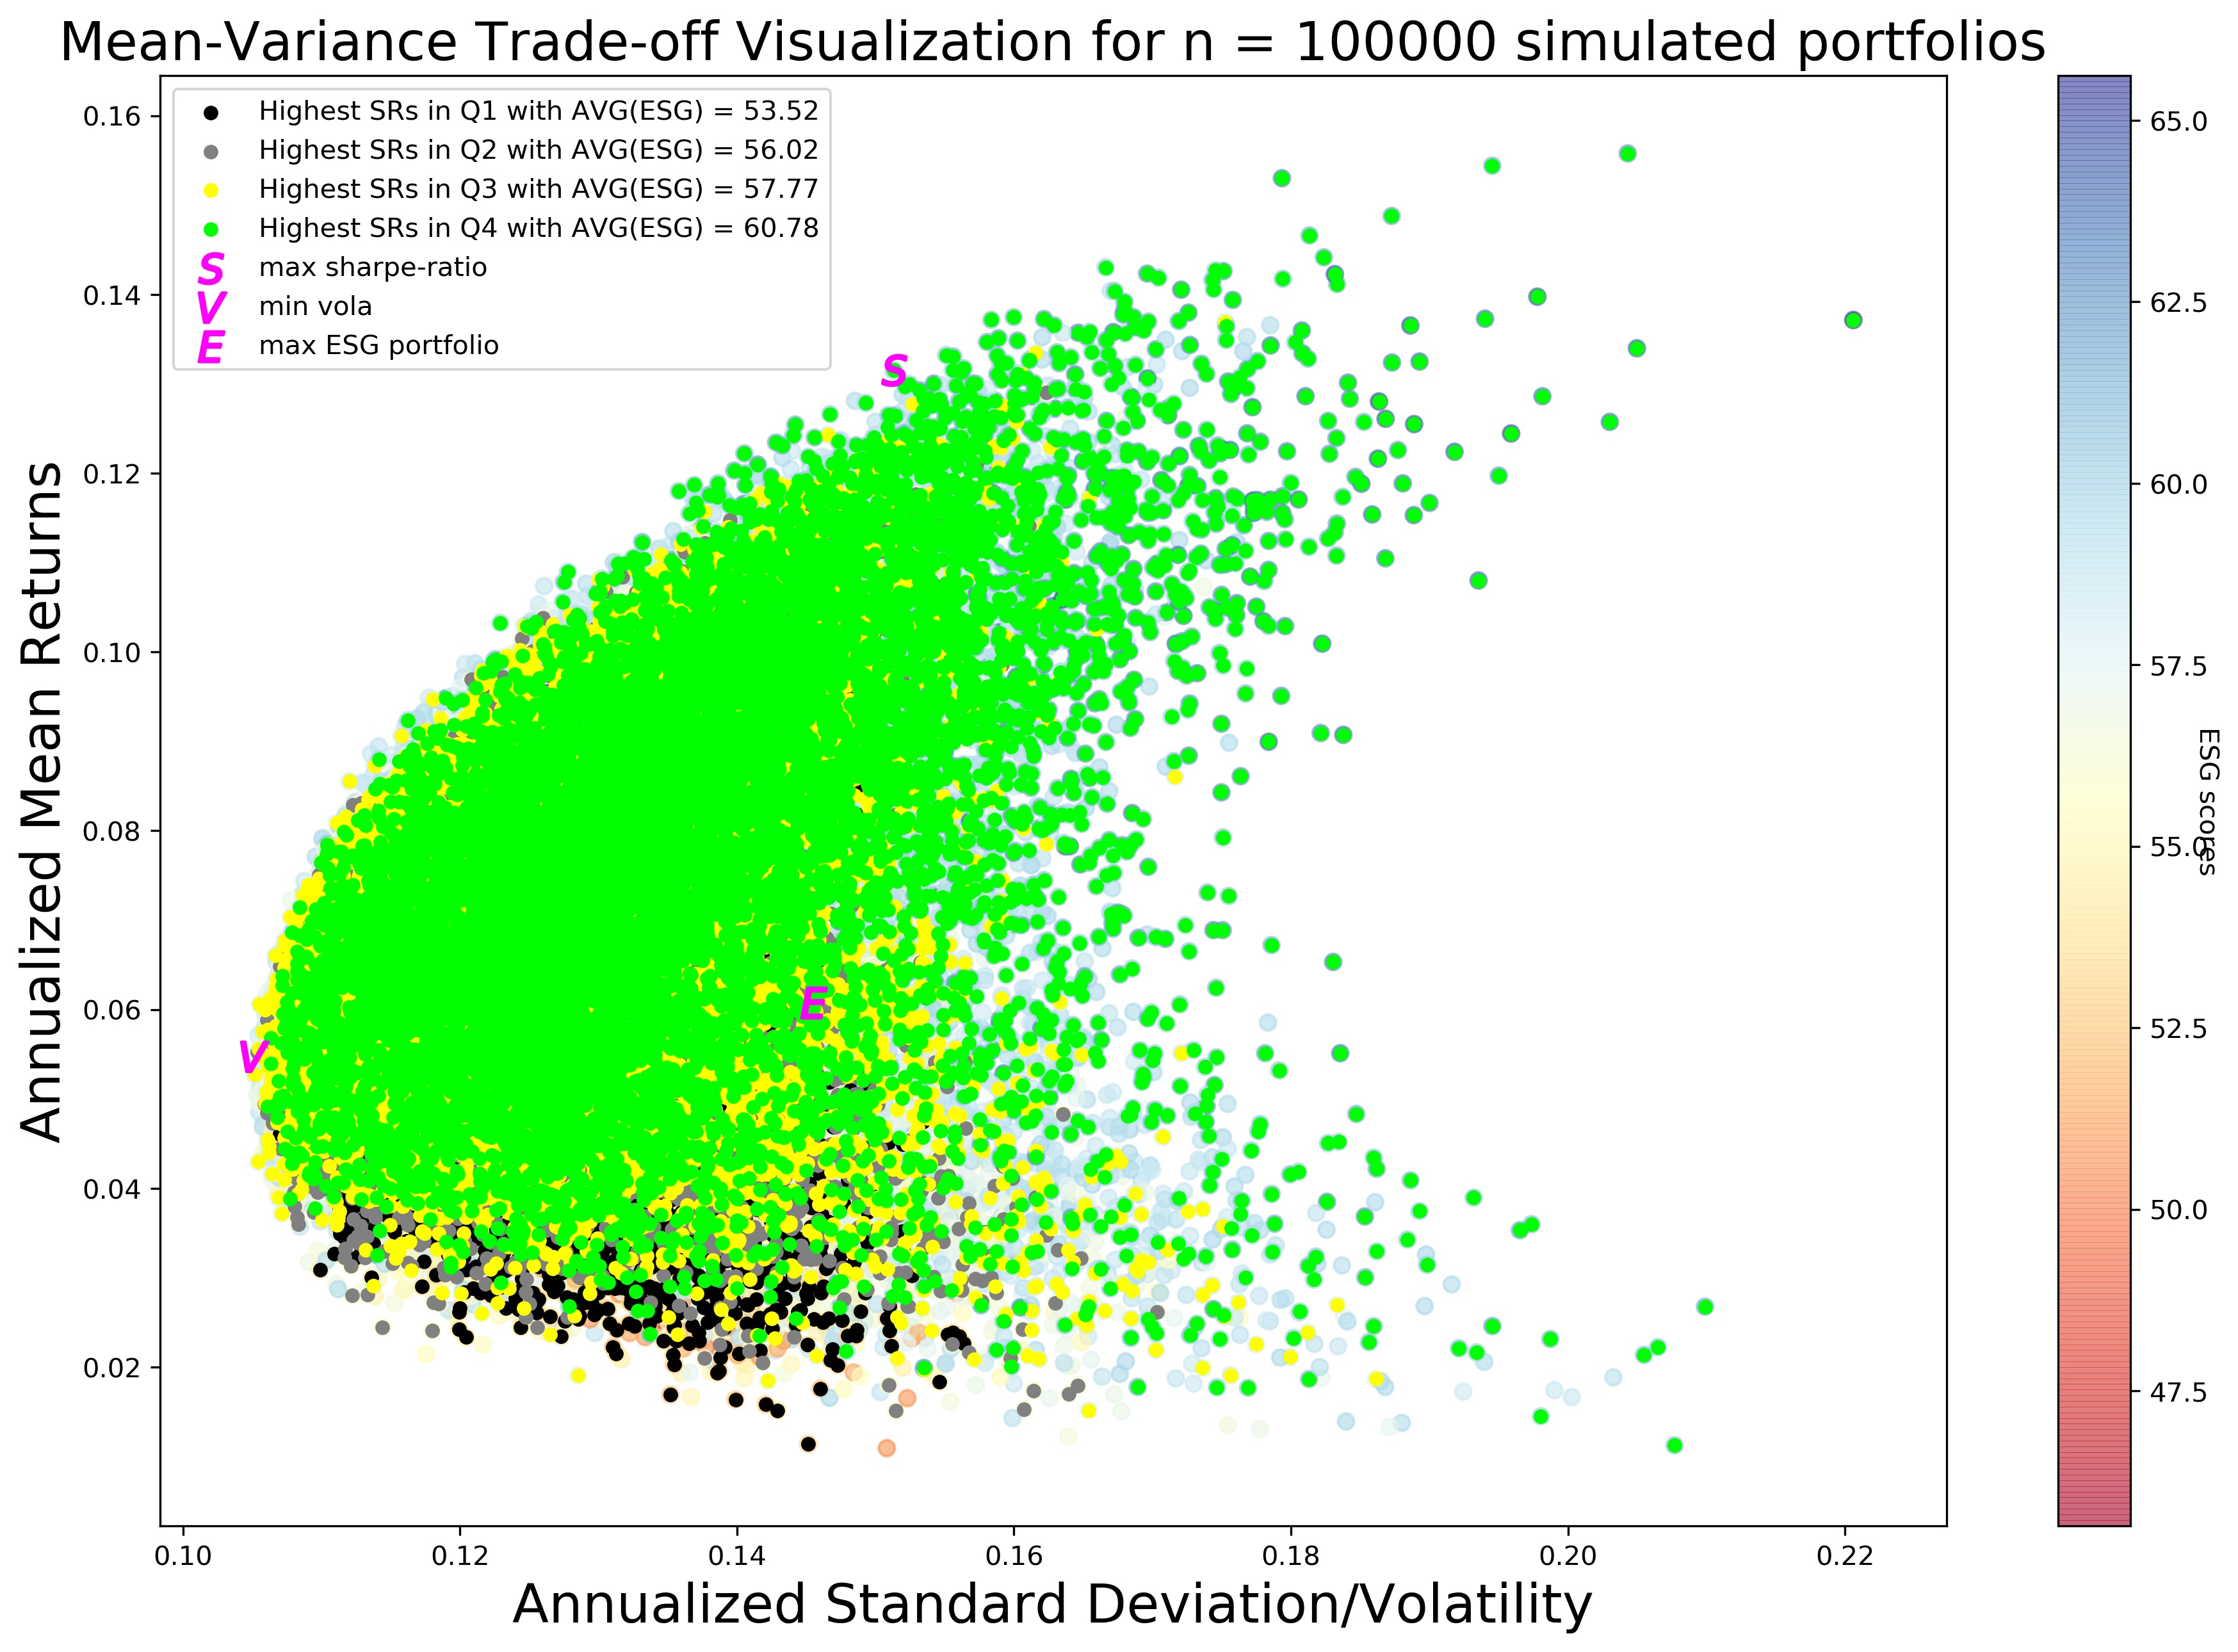 Mean-Variance Trade-off Visualization for n = 100000 simulated portfolios
Highest SRs in Q1 with AVG(ESG) = 53.52
Highest SRs in Q2 with AVG(ESG) = 56.02
Highest SRs in Q3 with AVG(ESG) = 57.77
Highest SRs in Q4 with AVG(ESG) = 60.78
S max sharpe-ratio
V min vola
E max ESG portfolio
Annualized Mean Returns
0.16
0.14
0.12
0.10
0.08
0.06
0.04
0.02
S
E
V
0.10 0.12 0.14 0.16 0.18 0.20 0.22
Annualized Standard Deviation/Volatility
65.0
62.5
60.0
57.5
55.0
52.5
50.0
47.5
ESG scores